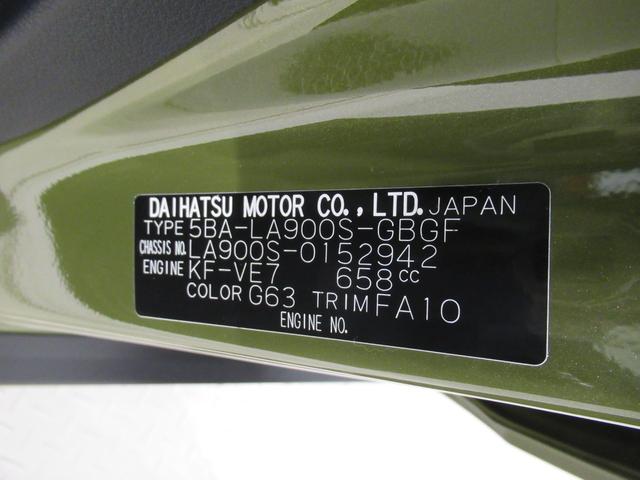 DAIHATSU MOTOR CO., LTD. JAPAN
TYPE 5BA-LA900S-GBGF
CHASSIS NO. LA900S-0152942
ENGINE KF-VE7 658cc
COLOR G63 TRIM FA10
ENGINE NO.